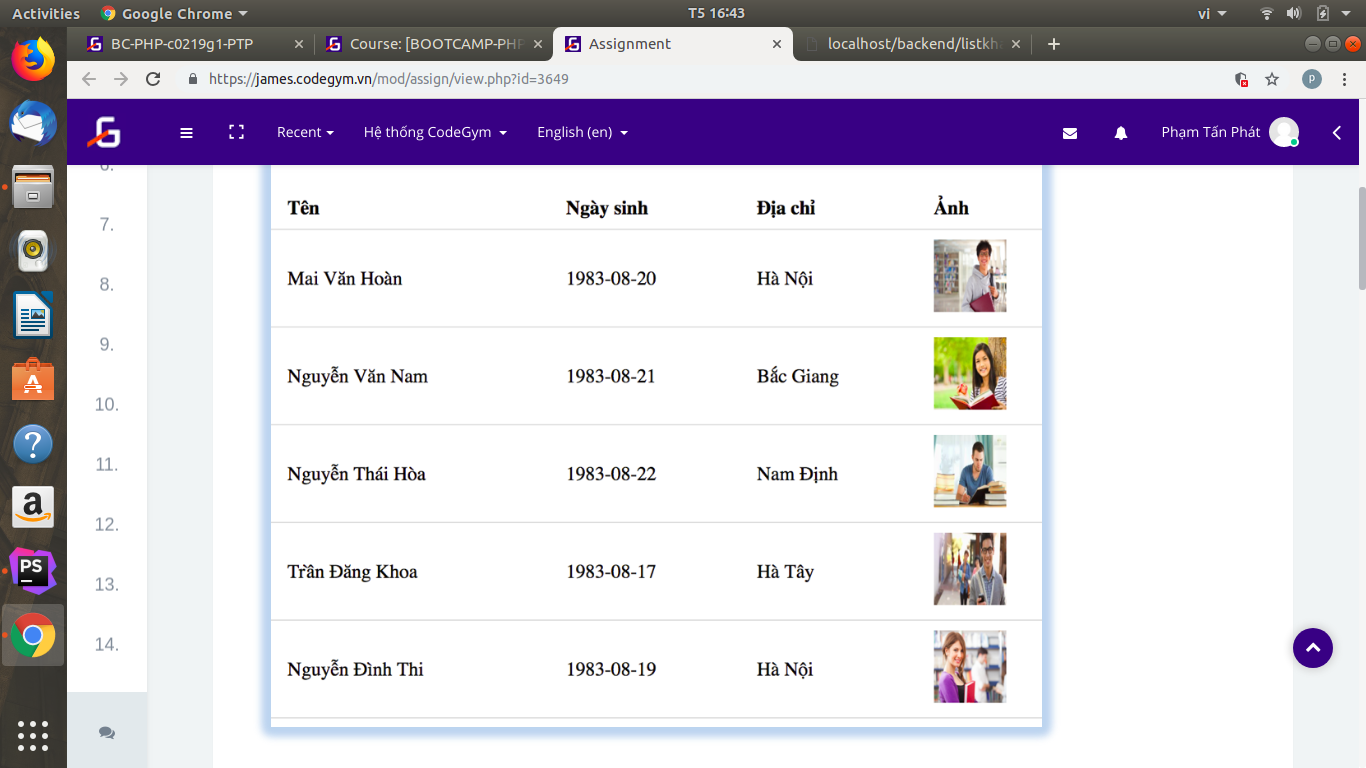 Activities Google Chrome T5 16:43 vi
BC-PHP-c0219g1-PTP Course: [BOOTCAMP-PHP Assignment localhost/backend/listkh
https://james.codegym.vn/mod/assign/view.php?id=3649 p
Recent Hệ thống CodeGym English (en) Phạm Tấn Phát
Tên Ngày sinh Địa chỉ Ảnh
7.
Mai Văn Hoàn 1983-08-20 Hà Nội
8.
9.
Nguyễn Văn Nam 1983-08-21 Bắc Giang
10.
11.
Nguyễn Thái Hòa 1983-08-22 Nam Định
12.
Trần Đăng Khoa 1983-08-17 Hà Tây
13.
14.
Nguyễn Đình Thi 1983-08-19 Hà Nội
PS